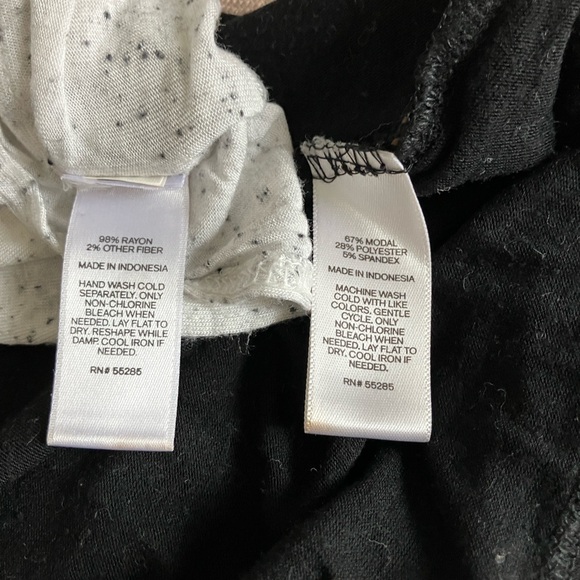 98% RAYON
2% OTHER FIBER
MADE IN INDONESIA
HAND WASH COLD
SEPARATELY. ONLY
NON-CHLORINE
BLEACH WHEN
NEEDED. LAY FLAT TO
DRY. RESHAPE WHILE
DAMP. COOL IRON IF
NEEDED.
RN# 55285
67% MODAL
28% POLYESTER
5% SPANDEX
MADE IN INDONESIA
MACHINE WASH
COLD WITH LIKE
COLORS. GENTLE
CYCLE. ONLY
NON-CHLORINE
BLEACH WHEN
NEEDED. LAY FLAT TO
DRY. COOL IRON IF
NEEDED.
RN# 55285